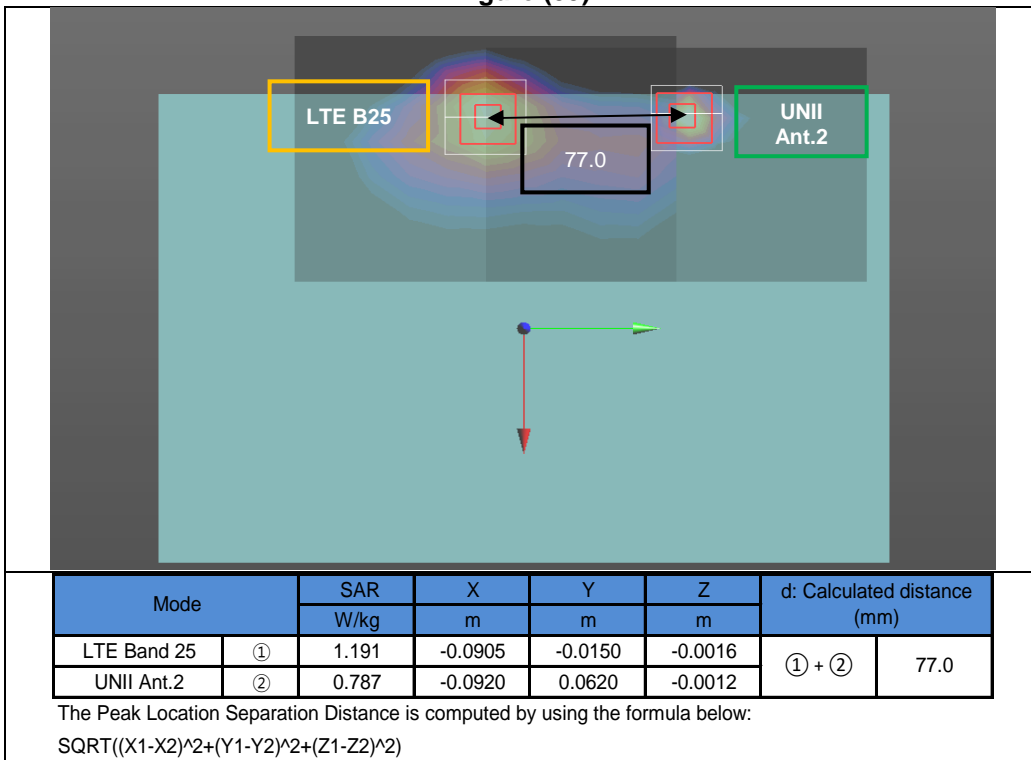 LTE B25
UNII
Ant.2
77.0
Mode SAR X Y Z d: Calculated distance
W/kg m m m (mm)
LTE Band 25 ① 1.191 -0.0905 -0.0150 -0.0016 ① + ② 77.0
UNII Ant.2 ② 0.787 -0.0920 0.0620 -0.0012
The Peak Location Separation Distance is computed by using the formula below:
SQRT((X1-X2)^2+(Y1-Y2)^2+(Z1-Z2)^2)